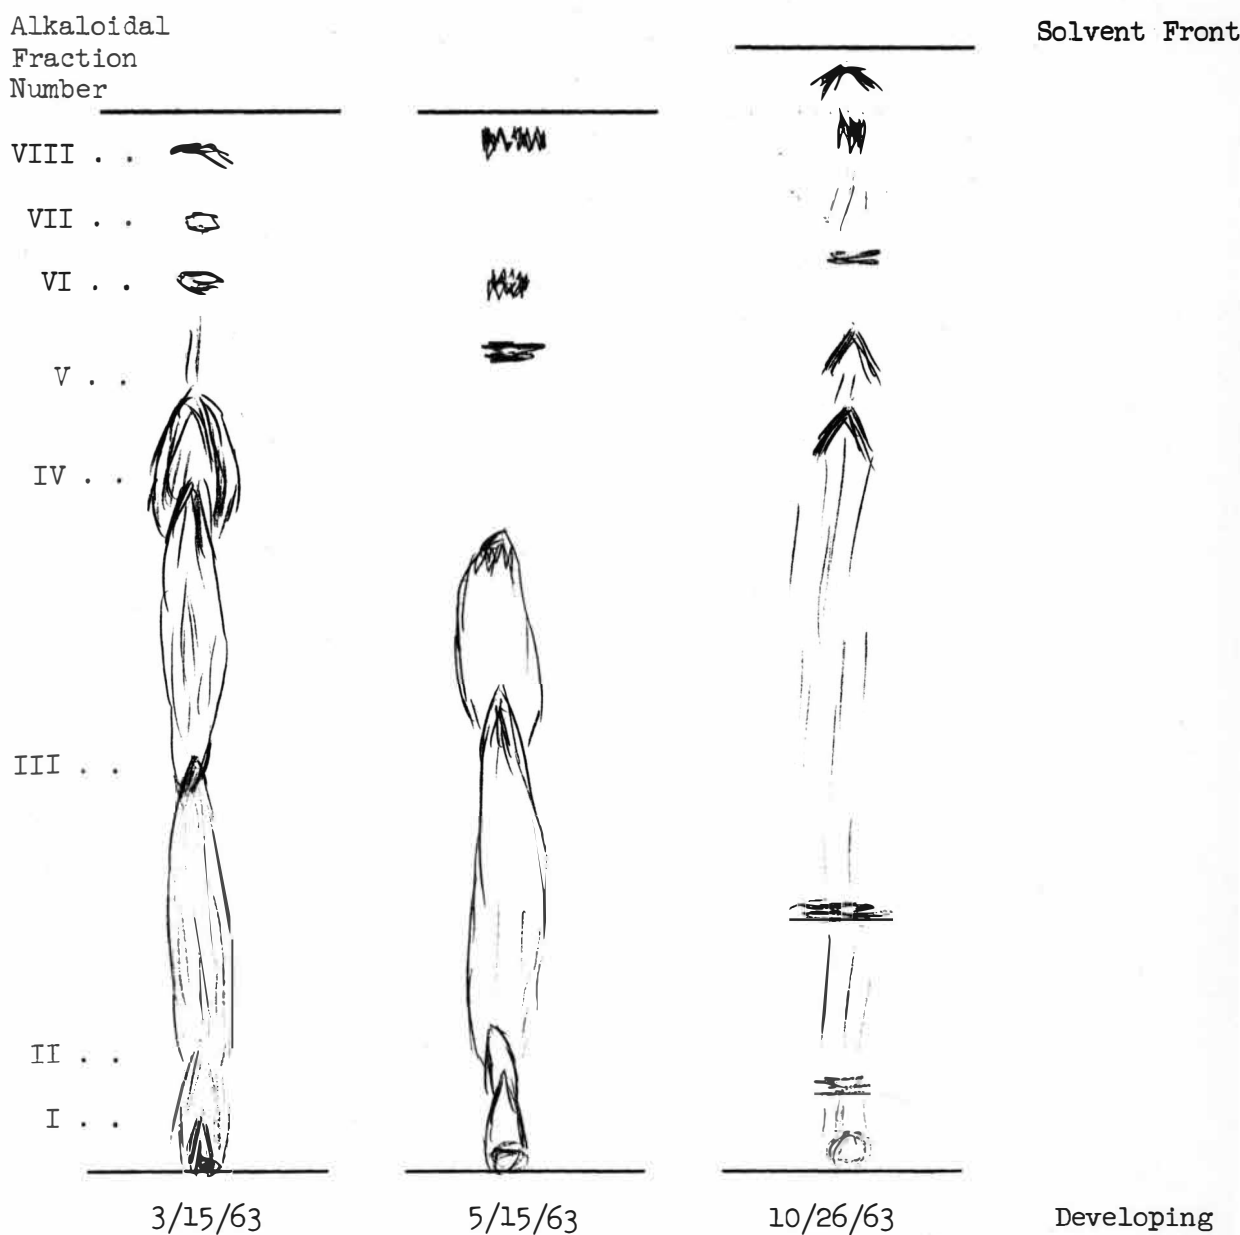 Alkaloidal
Fraction
Number
Solvent Front
VIII . .
VII . .
VI . .
V . .
IV . .
III . .
II . .
I . .
3/15/63 5/15/63 10/26/63 Developing